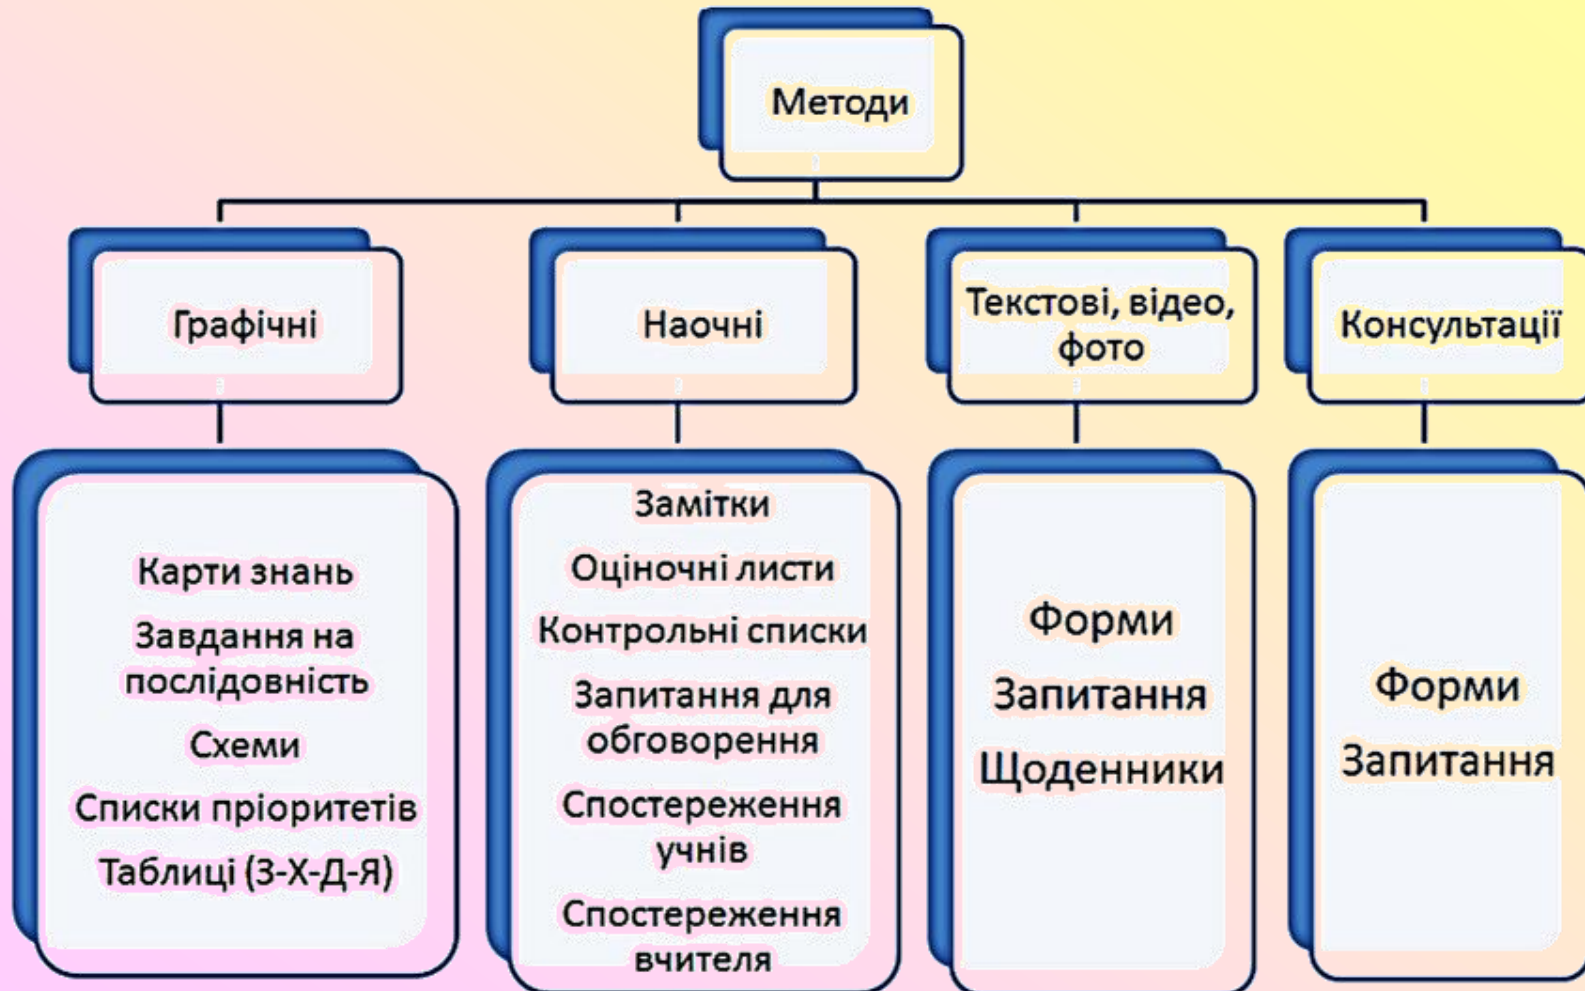 Методи
Графічні
Наочні
Текстові, відео,
фото
Консультації
Карти знань
Завдання на
послідовність
Схеми
Списки пріоритетів
Таблиці (З-Х-Д-Я)
Замітки
Оціночні листи
Контрольні списки
Запитання для
обговорення
Спостереження
учнів
Спостереження
вчителя
Форми
Запитання
Щоденники
Форми
Запитання